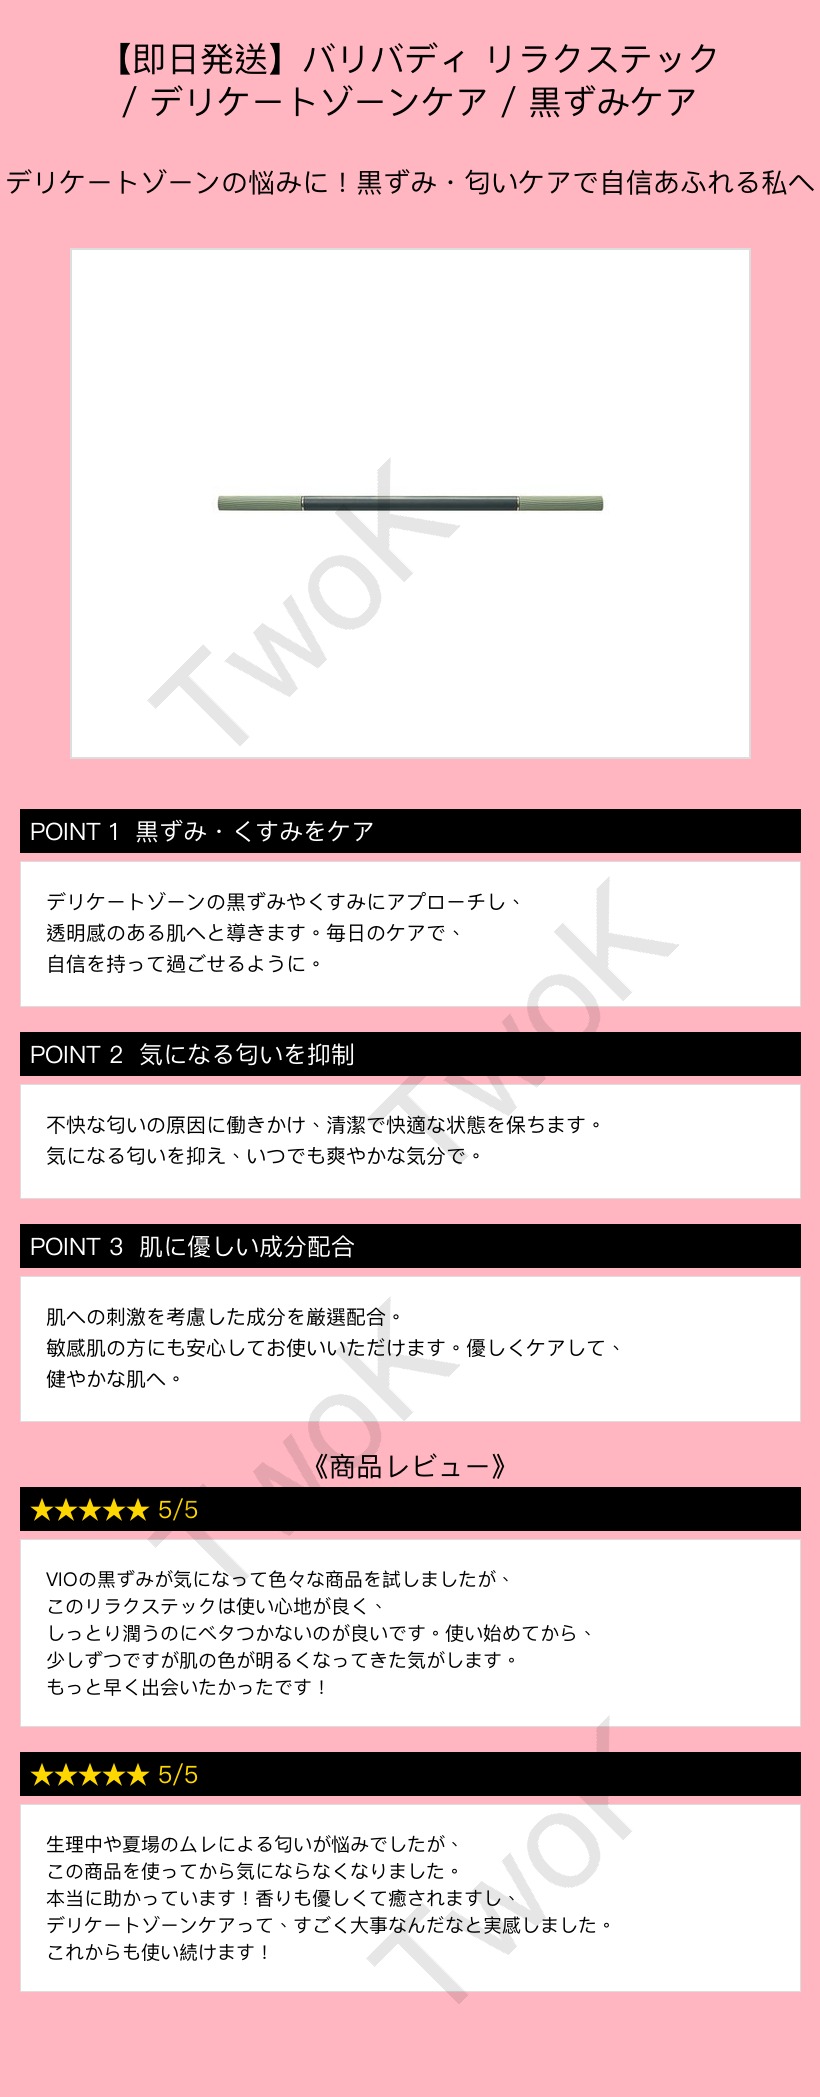 【即日発送】バリバディ リラクステック
/ デリケートゾーンケア / 黒ずみケア
デリケートゾーンの悩みに！黒ずみ・匂いケアで自信あふれる私へ
TwoK
POINT 1 黒ずみ・くすみをケア
デリケートゾーンの黒ずみやくすみにアプローチし、
透明感のある肌へと導きます。毎日のケアで、
自信を持って過ごせるように。
TwoK
POINT 2 気になる匂いを抑制
不快な匂いの原因に働きかけ、清潔で快適な状態を保ちます。
気になる匂いを抑え、いつでも爽やかな気分で。
POINT 3 肌に優しい成分配合
肌への刺激を考慮した成分を厳選配合。
敏感肌の方にも安心してお使いいただけます。優しくケアして、
健やかな肌へ。
TwoK
《商品レビュー》
★★★★★ 5/5
VIOの黒ずみが気になって色々な商品を試しましたが、
このリラクステックは使い心地が良く、
しっとり潤うのにベタつかないのが良いです。使い始めてから、
少しずつですが肌の色が明るくなってきた気がします。
もっと早く出会いたかったです！
★★★★★ 5/5
生理中や夏場のムレによる匂いが悩みでしたが、
この商品を使ってから気にならなくなりました。
本当に助かっています！香りも優しくて癒されますし、
デリケートゾーンケアって、すごく大事なんだなと実感しました。
これからも使い続けます！
TwoK